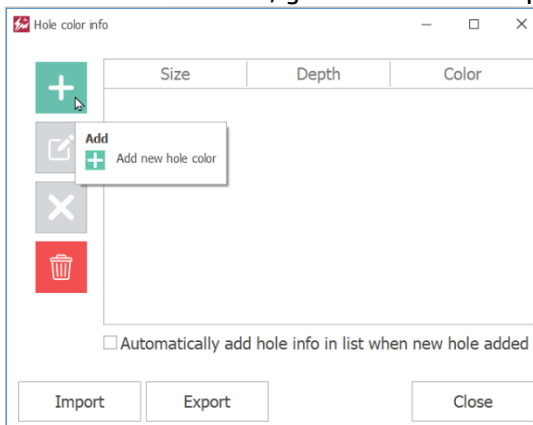 Hole color info
Size Depth Color
Add
Add new hole color
Automatically add hole info in list when new hole added
Import Export Close